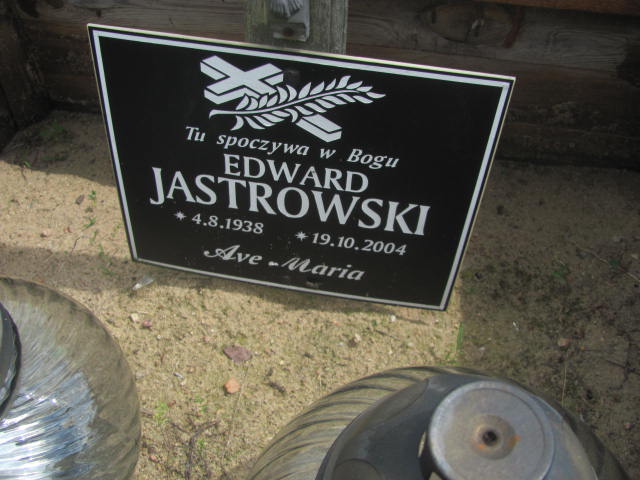 Tu spoczywa w Bogu
EDWARD
JASTROWSKI
* 4.8.1938 * 19.10.2004
Ave - Maria